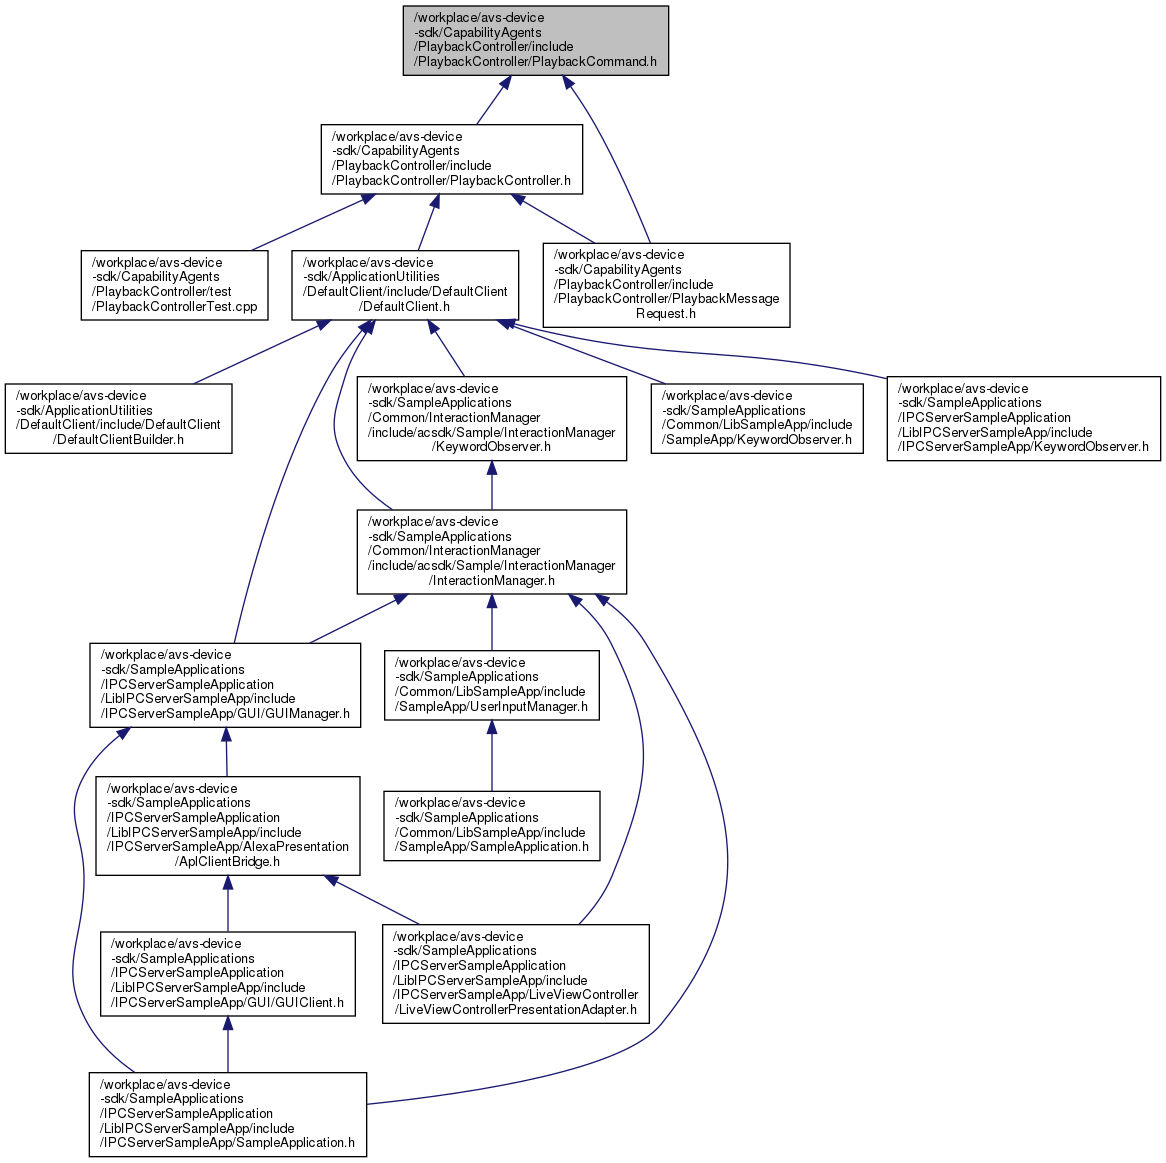 /workplace/avs-device
-sdk/CapabilityAgents
/PlaybackController/include
/PlaybackController/PlaybackCommand.h
/workplace/avs-device
-sdk/CapabilityAgents
/PlaybackController/include
/PlaybackController/PlaybackController.h
/workplace/avs-device
-sdk/CapabilityAgents
/PlaybackController/test
/PlaybackControllerTest.cpp
/workplace/avs-device
-sdk/ApplicationUtilities
/DefaultClient/include/DefaultClient
/DefaultClient.h
/workplace/avs-device
-sdk/CapabilityAgents
/PlaybackController/include
/PlaybackController/PlaybackMessage
Request.h
/workplace/avs-device
-sdk/ApplicationUtilities
/DefaultClient/include/DefaultClient
/DefaultClientBuilder.h
/workplace/avs-device
-sdk/SampleApplications
/Common/InteractionManager
/include/acsdk/Sample/InteractionManager
/KeywordObserver.h
/workplace/avs-device
-sdk/SampleApplications
/Common/LibSampleApp/include
/SampleApp/KeywordObserver.h
/workplace/avs-device
-sdk/SampleApplications
/IPCServerSampleApplication
/LibIPCServerSampleApp/include
/IPCServerSampleApp/KeywordObserver.h
/workplace/avs-device
-sdk/SampleApplications
/Common/InteractionManager
/include/acsdk/Sample/InteractionManager
/InteractionManager.h
/workplace/avs-device
-sdk/SampleApplications
/IPCServerSampleApplication
/LibIPCServerSampleApp/include
/IPCServerSampleApp/GUI/GUIManager.h
/workplace/avs-device
-sdk/SampleApplications
/Common/LibSampleApp/include
/SampleApp/UserInputManager.h
/workplace/avs-device
-sdk/SampleApplications
/IPCServerSampleApplication
/LibIPCServerSampleApp/include
/IPCServerSampleApp/AlexaPresentation
/AplClientBridge.h
/workplace/avs-device
-sdk/SampleApplications
/Common/LibSampleApp/include
/SampleApp/SampleApplication.h
/workplace/avs-device
-sdk/SampleApplications
/IPCServerSampleApplication
/LibIPCServerSampleApp/include
/IPCServerSampleApp/GUI/GUIClient.h
/workplace/avs-device
-sdk/SampleApplications
/IPCServerSampleApplication
/LibIPCServerSampleApp/include
/IPCServerSampleApp/LiveViewController
/LiveViewControllerPresentationAdapter.h
/workplace/avs-device
-sdk/SampleApplications
/IPCServerSampleApplication
/LibIPCServerSampleApp/include
/IPCServerSampleApp/SampleApplication.h